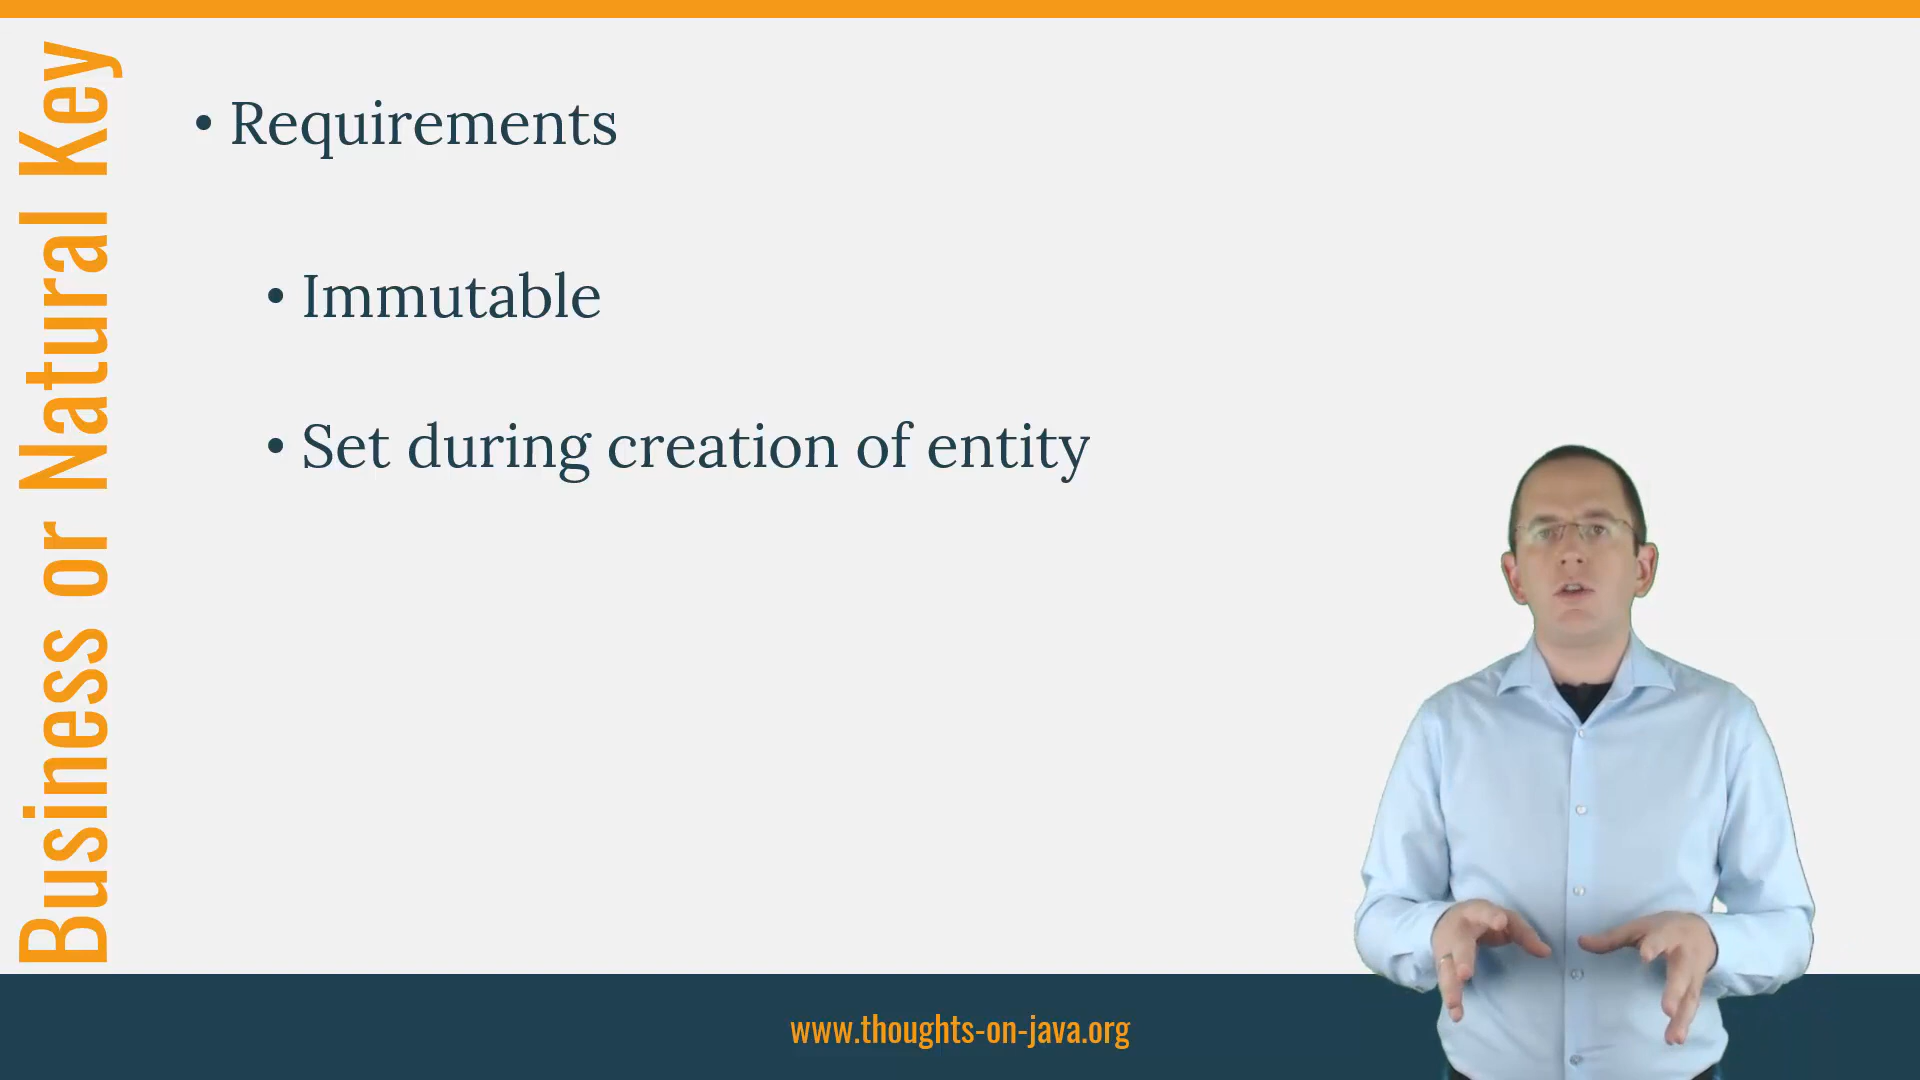 Business or Natural Key
• Requirements
• Immutable
• Set during creation of entity
www.thoughts-on-java.org